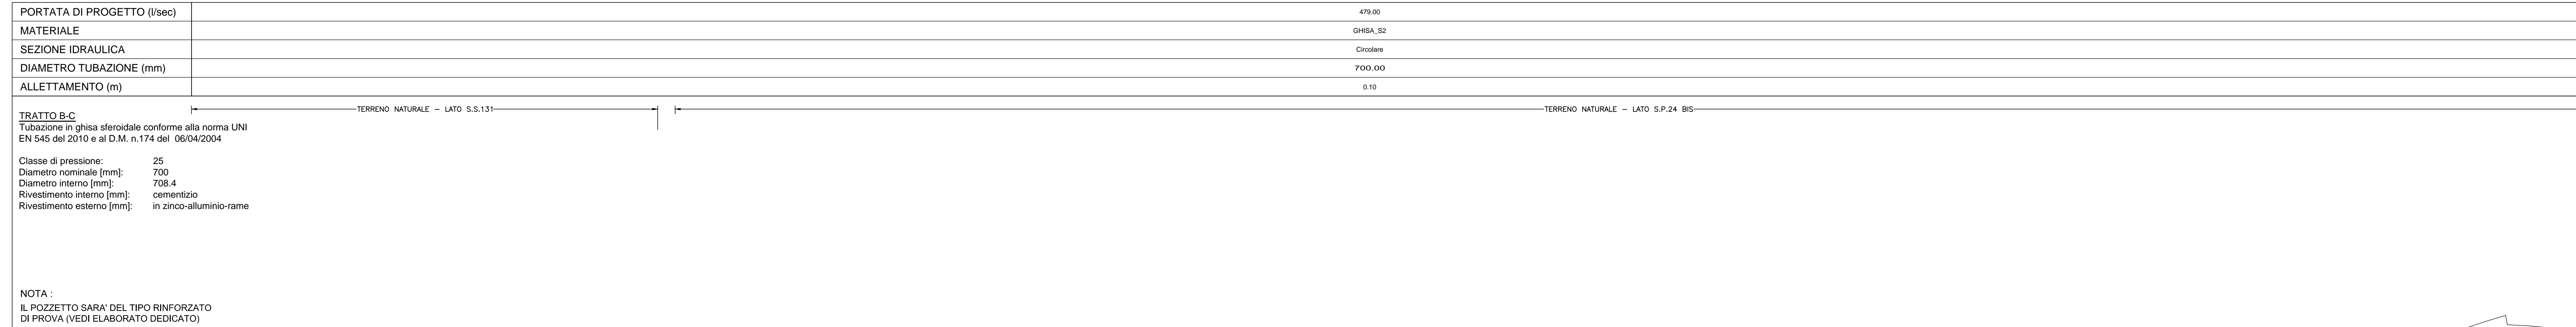 PORTATA DI PROGETTO (l/sec) 479.00
MATERIALE GHISA_S2
SEZIONE IDRAULICA Circolare
DIAMETRO TUBAZIONE (mm) 700.00
ALLETTAMENTO (m) 0.10
TERRENO NATURALE – LATO S.S.131 TERRENO NATURALE – LATO S.P.24 BIS
TRATTO B-C
Tubazione in ghisa sferoidale conforme alla norma UNI
EN 545 del 2010 e al D.M. n.174 del 06/04/2004
Classe di pressione: 25
Diametro nominale [mm]: 700
Diametro interno [mm]: 708.4
Rivestimento interno [mm]: cementizio
Rivestimento esterno [mm]: in zinco-alluminio-rame
NOTA :
IL POZZETTO SARA' DEL TIPO RINFORZATO
DI PROVA (VEDI ELABORATO DEDICATO)